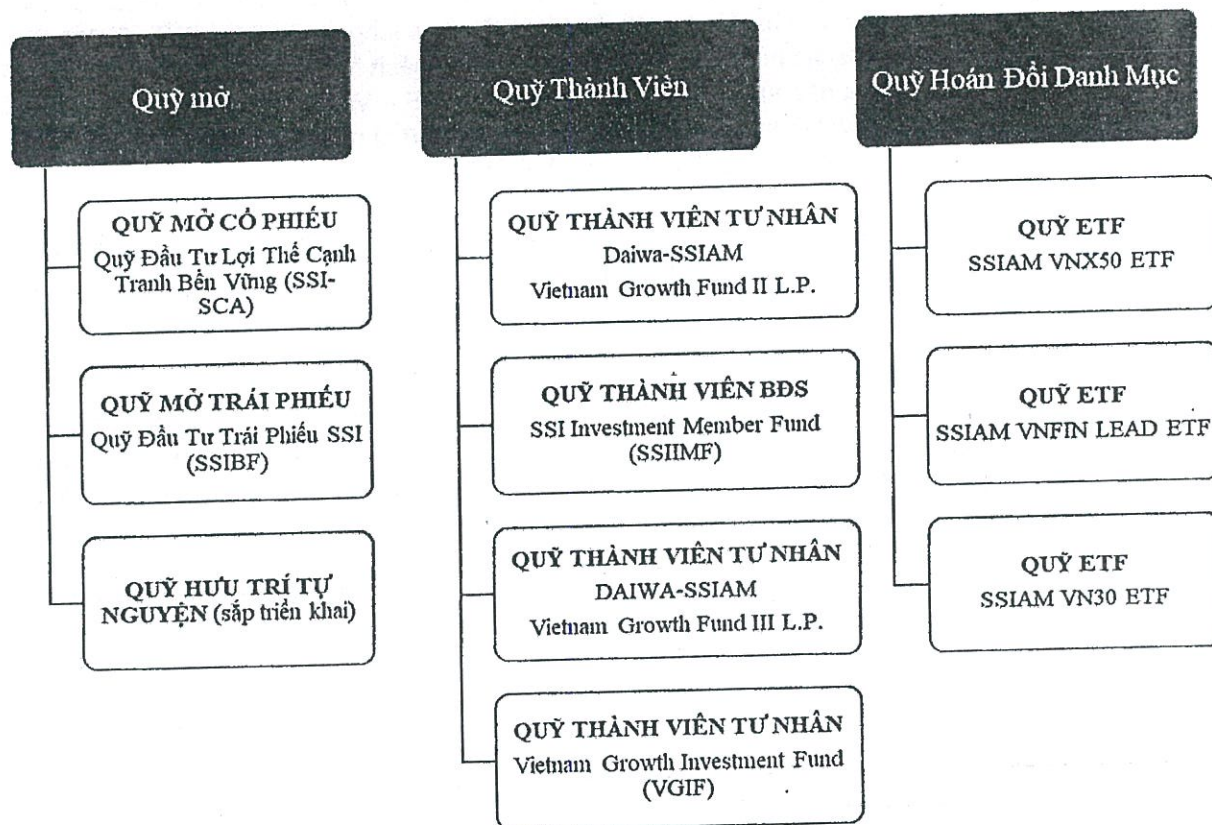 Quỹ mở
QUỸ MỞ CỔ PHIẾU
Quỹ Đầu Tư Lợi Thế Cạnh
Tranh Bền Vững (SSI-
SCA)
QUỸ MỞ TRÁI PHIẾU
Quỹ Đầu Tư Trái Phiếu SSI
(SSIBF)
QUỸ HƯU TRÍ TỰ
NGUYỆN (sắp triển khai)
Quỹ Thành Viên
QUỸ THÀNH VIÊN TƯ NHÂN
Daiwa-SSIAM
Vietnam Growth Fund II L.P.
QUỸ THÀNH VIÊN BĐS
SSI Investment Member Fund
(SSIIMF)
QUỸ THÀNH VIÊN TƯ NHÂN
DAIWA-SSIAM
Vietnam Growth Fund III L.P.
QUỸ THÀNH VIÊN TƯ NHÂN
Vietnam Growth Investment Fund
(VGIF)
Quỹ Hoán Đổi Danh Mục
QUỸ ETF
SSIAM VNX50 ETF
QUỸ ETF
SSIAM VNFIN LEAD ETF
QUỸ ETF
SSIAM VN30 ETF